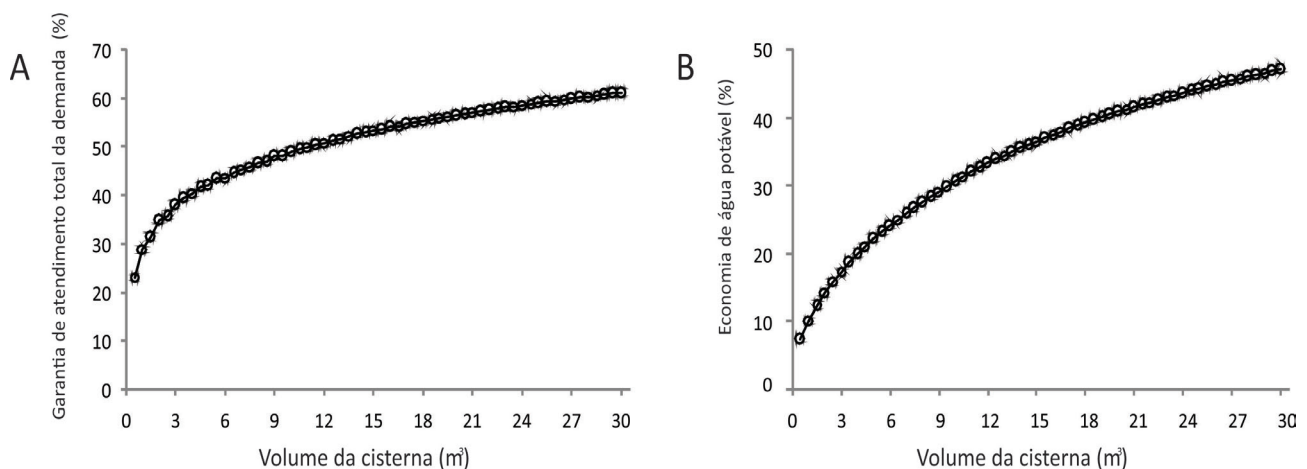 A
Garantia de atendimento total da demanda (%)
70
60
50
40
30
20
10
0
0 3 6 9 12 15 18 21 24 27 30
Volume da cisterna (m³)
B
Economia de água potável (%)
50
40
30
20
10
0
0 3 6 9 12 15 18 21 24 27 30
Volume da cisterna (m³)